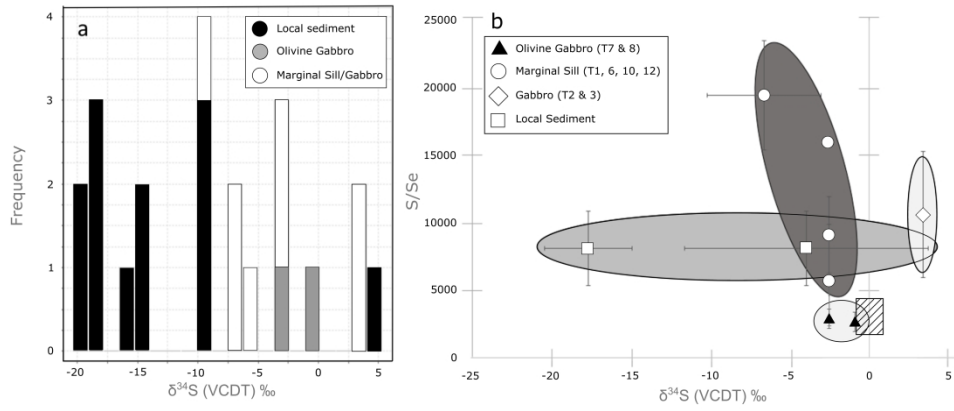 a
Local sediment
Olivine Gabbro
Marginal Sill/Gabbro
Frequency
4
3
2
1
0
-20
-15
-10
-5
0
5
δ³⁴S (VCDT) ‰
b
Olivine Gabbro (T7 & 8)
Marginal Sill (T1, 6, 10, 12)
Gabbro (T2 & 3)
Local Sediment
S/Se
25000
20000
15000
10000
5000
0
-25
-20
-15
-10
-5
0
5
δ³⁴S (VCDT) ‰